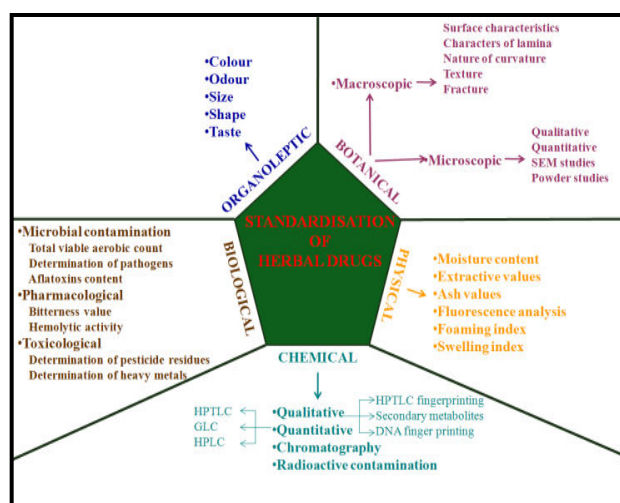 •Colour
•Odour
•Size
•Shape
•Taste
ORGANOLEPTIC
Surface characteristics
Characters of lamina
Nature of curvature
Texture
Fracture
•Macroscopic
Qualitative
Quantitative
SEM studies
Powder studies
•Microscopic
BOTANICAL
STANDARDISATION
OF
HERBAL DRUGS
•Microbial contamination
Total viable aerobic count
Determination of pathogens
Aflatoxins content
•Pharmacological
Bitterness value
Hemolytic activity
•Toxicological
Determination of pesticide residues
Determination of heavy metals
BIOLOGICAL
PHYSICAL
•Moisture content
•Extractive values
•Ash values
•Fluorescence analysis
•Foaming index
•Swelling index
CHEMICAL
•Qualitative
•Quantitative
•Chromatography
•Radioactive contamination
HPTLC
GLC
HPLC
•HPTLC fingerprinting
•Secondary metabolites
•DNA finger printing